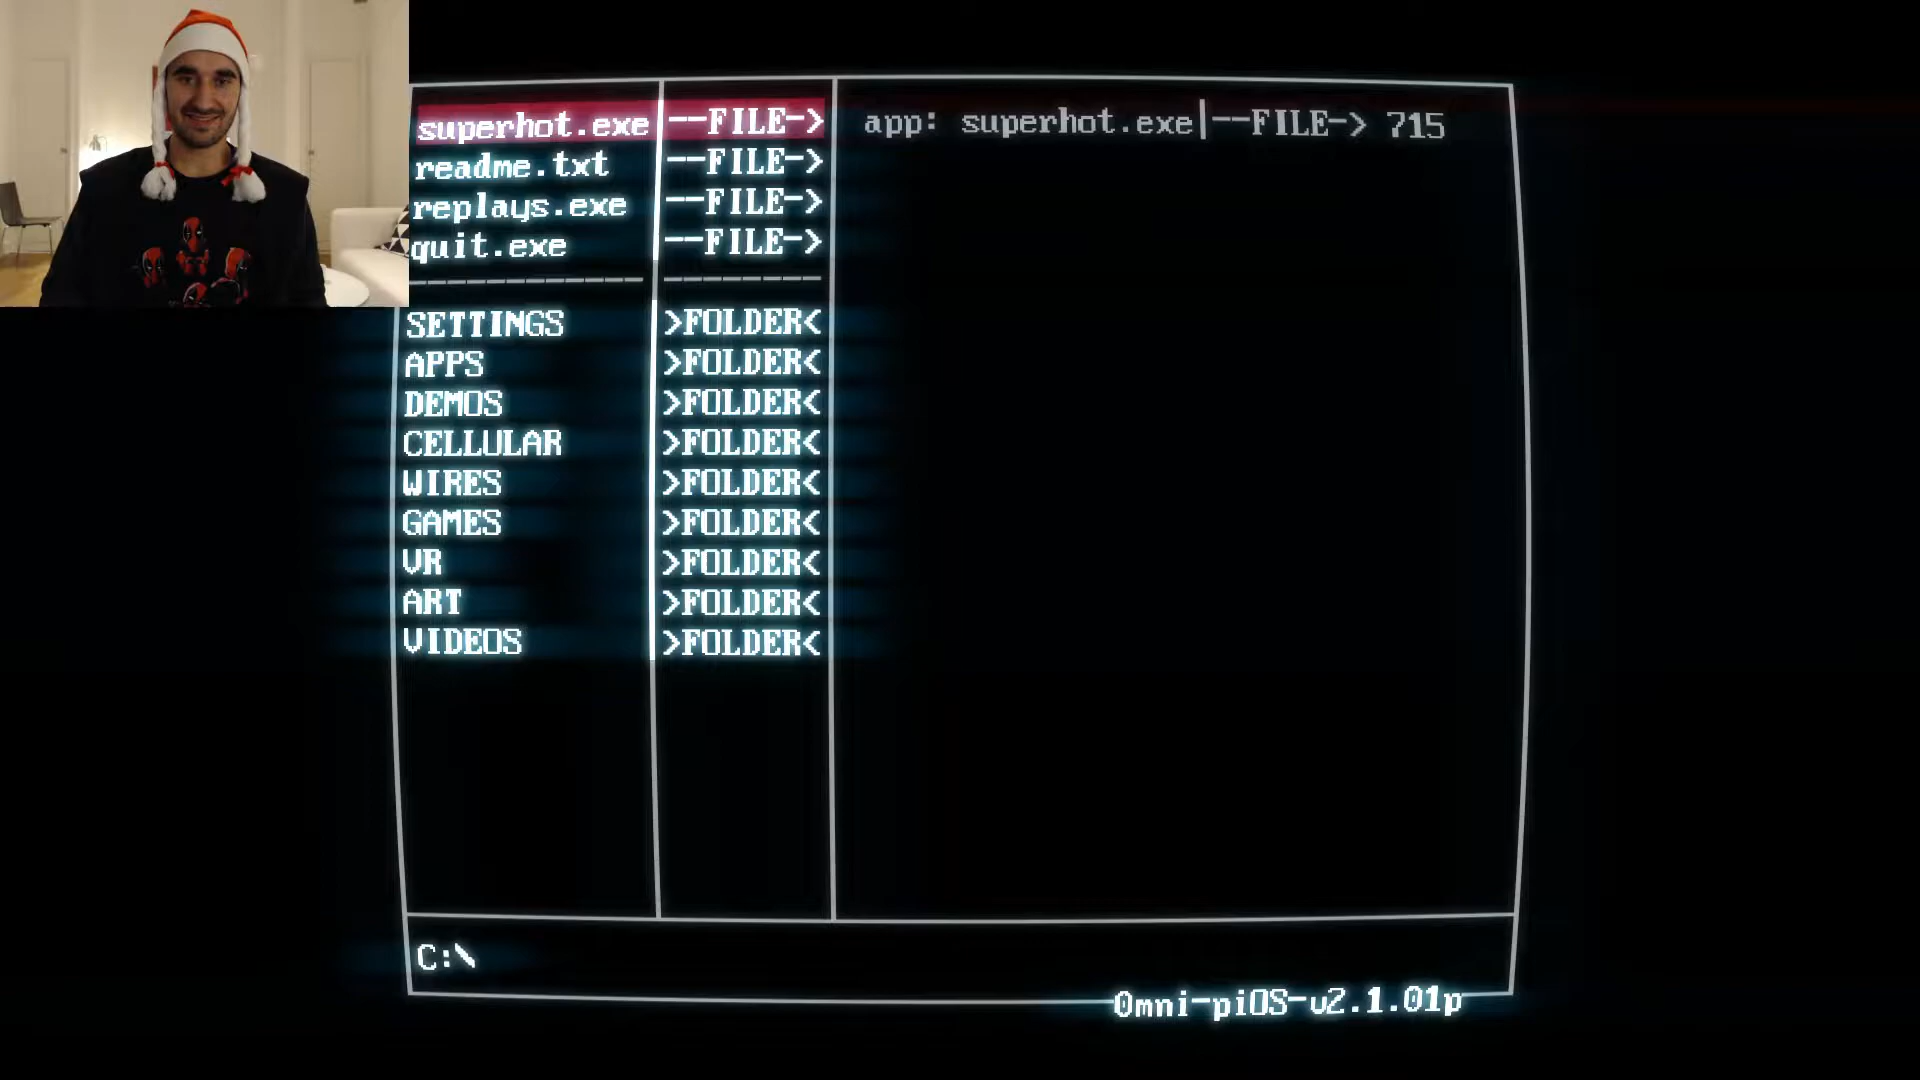 superhot.exe --FILE-> app: superhot.exe|--FILE-> 715
readme.txt --FILE->
replays.exe --FILE->
quit.exe --FILE->
SETTINGS >FOLDER<
APPS >FOLDER<
DEMOS >FOLDER<
CELLULAR >FOLDER<
WIRES >FOLDER<
GAMES >FOLDER<
VR >FOLDER<
ART >FOLDER<
VIDEOS >FOLDER<
C:\
Omni-piOS-v2.1.01p